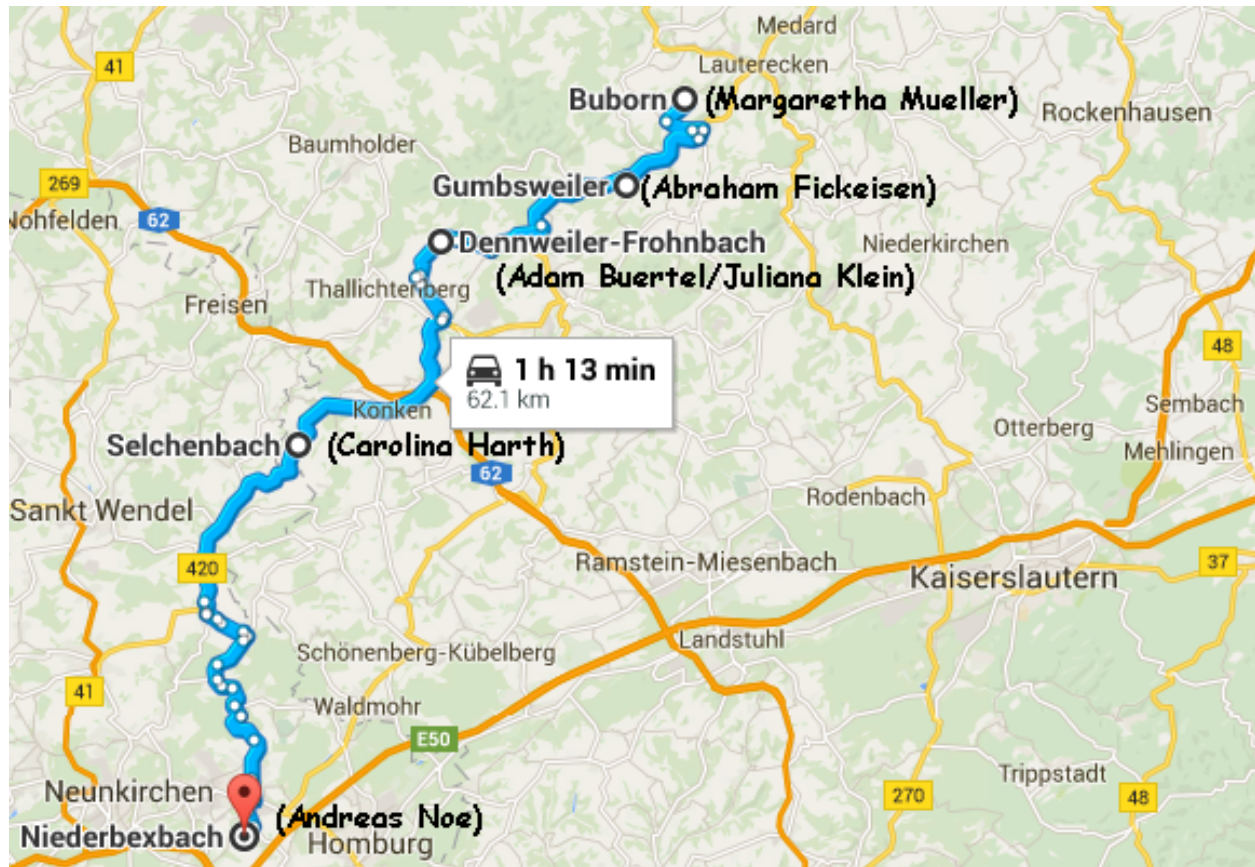 Medard
41
Lauterecken
Buborn (Margaretha Mueller)
Rockenhausen
Baumholder
269
Gumbsweiler (Abraham Fickeisen)
Nohfelden
62
Dennweiler-Frohnbach
Niederkirchen
(Adam Buertel/Juliana Klein)
Thallichtenberg
Freisen
48
1 h 13 min
62.1 km
Konken
Sembach
Otterberg
Selchenbach (Carolina Harth)
Mehlingen
62
Rodenbach
Sankt Wendel
420
Ramstein-Miesenbach
37
Kaiserslautern
Schönenberg-Kübelberg
Landstuhl
41
Waldmohr
E50
Trippstadt
Neunkirchen
270
48
(Andreas Noe)
Niederbexbach
Homburg